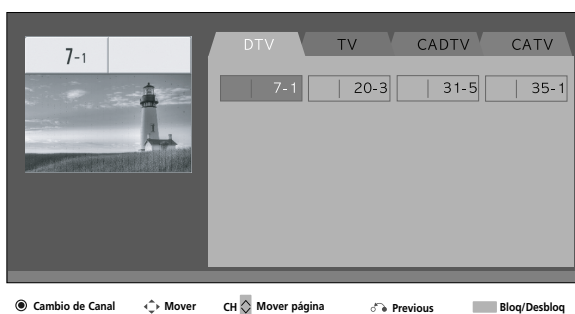 7-1
DTV TV CADTV CATV
7-1 20-3 31-5 35-1
Cambio de Canal Mover CH Mover página Previous Bloq/Desbloq